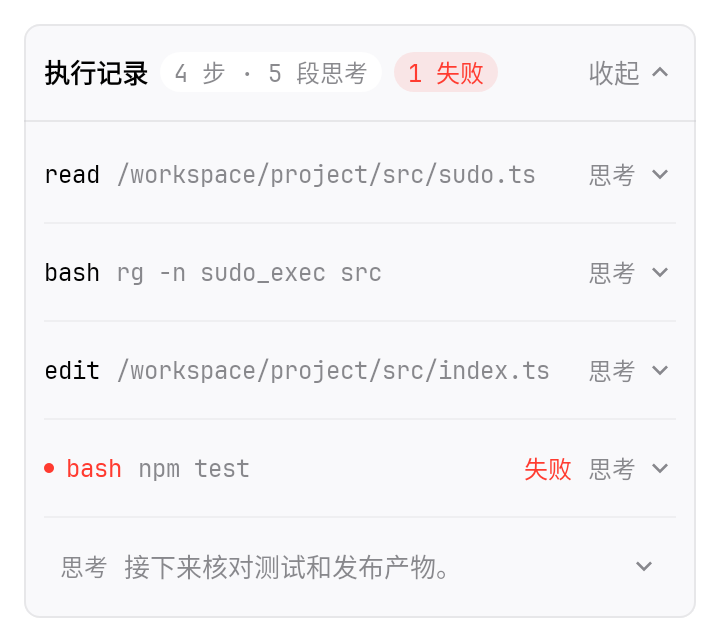 执行记录 4 步 · 5 段思考 1 失败 收起
read /workspace/project/src/sudo.ts 思考
bash rg -n sudo_exec src 思考
edit /workspace/project/src/index.ts 思考
bash npm test 失败 思考
思考 接下来核对测试和发布产物。